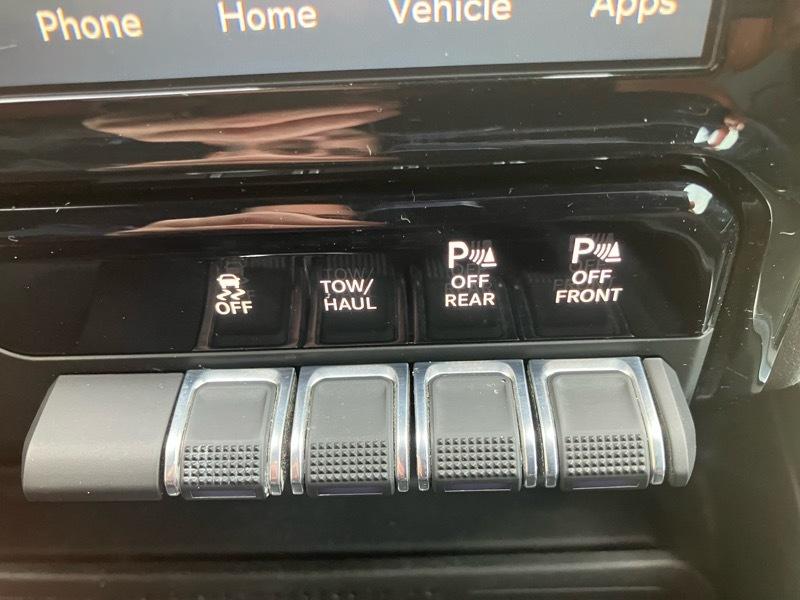 Phone Home Vehicle Apps
OFF
TOW/
HAUL
P
OFF
REAR
P
OFF
FRONT